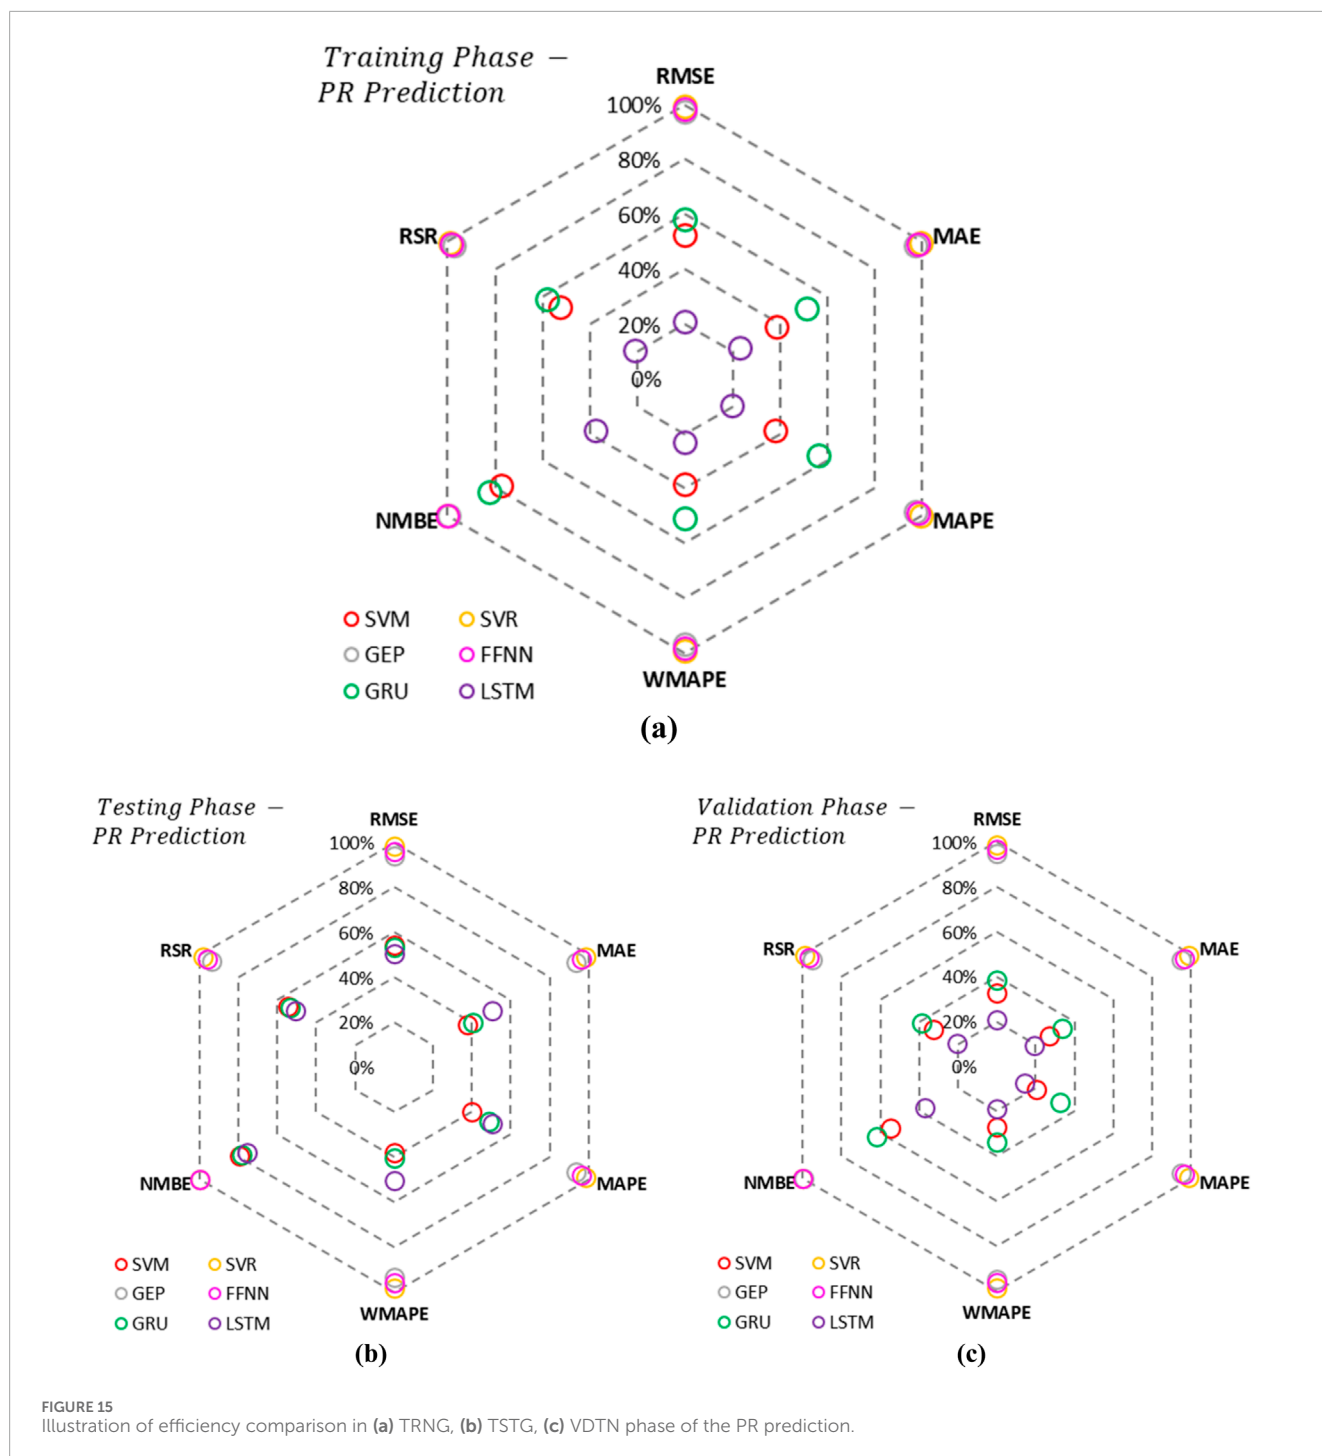 Training Phase −
PR Prediction
RMSE
100%
80%
60%
40%
20%
0%
RSR
MAE
NMBE
MAPE
WMAPE
SVM
SVR
GEP
FFNN
GRU
LSTM
(a)
Testing Phase −
PR Prediction
RMSE
100%
80%
60%
40%
20%
0%
RSR
MAE
NMBE
MAPE
WMAPE
SVM
SVR
GEP
FFNN
GRU
LSTM
(b)
Validation Phase −
PR Prediction
RMSE
100%
80%
60%
40%
20%
0%
RSR
MAE
NMBE
MAPE
WMAPE
SVM
SVR
GEP
FFNN
GRU
LSTM
(c)
FIGURE 15
Illustration of efficiency comparison in (a) TRNG, (b) TSTG, (c) VDTN phase of the PR prediction.